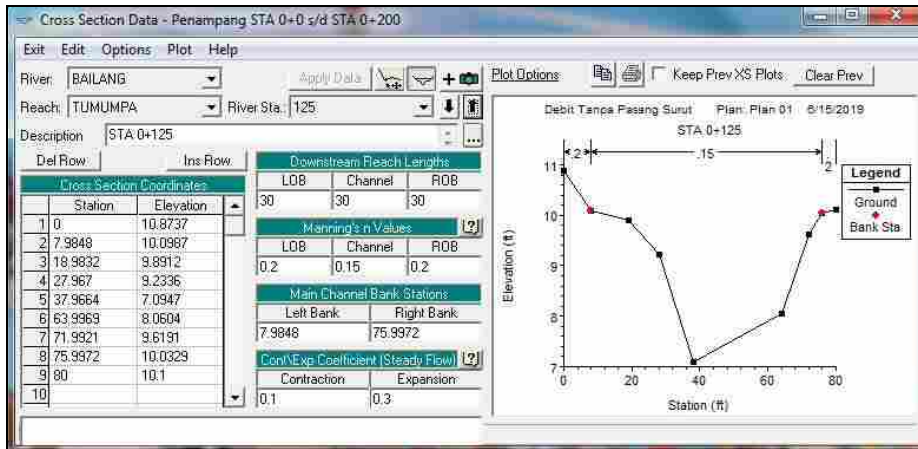 Cross Section Data - Penampang STA 0+0 s/d STA 0+200
Exit Edit Options Plot Help
River: BAILANG Apply Data
Reach: TUMUMPA River Sta.: 125
Description STA 0+125 ...
Del Row Ins Row
Cross Section Coordinates
Station Elevation
1 0 10.8737
2 7.9848 10.0987
3 18.9832 9.8912
4 27.967 9.2336
5 37.9664 7.0947
6 63.9969 8.0604
7 71.9921 9.6191
8 75.9972 10.0329
9 80 10.1
10
Downstream Reach Lengths
LOB Channel ROB
30 30 30
Manning's n Values ?
LOB Channel ROB
0.2 0.15 0.2
Main Channel Bank Stations
Left Bank Right Bank
7.9848 75.9972
Cont\Exp Coefficient (Steady Flow) ?
Contraction Expansion
0.1 0.3
Plot Options Keep Prev XS Plots Clear Prev
Debit Tanpa Pasang Surut Plan: Plan 01 6/15/2019
STA 0+125
.2 .15 .2
11
10
9
8
7
0 20 40 60 80
Elevation (ft)
Station (ft)
Legend
Ground
Bank Sta